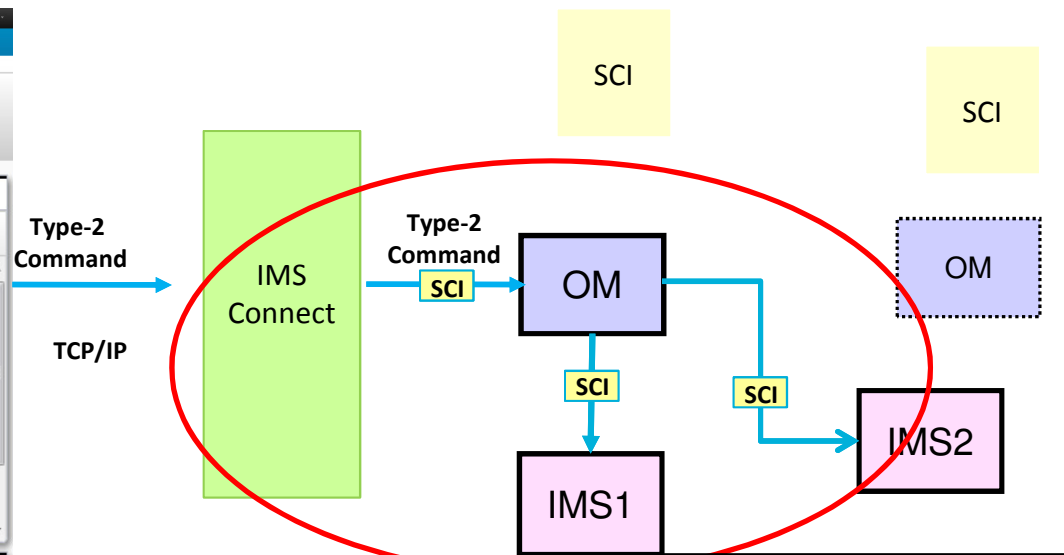 SCI
SCI
Type-2
Command
TCP/IP
IMS
Connect
Type-2
Command
SCI
OM
OM
SCI
SCI
IMS1
IMS2